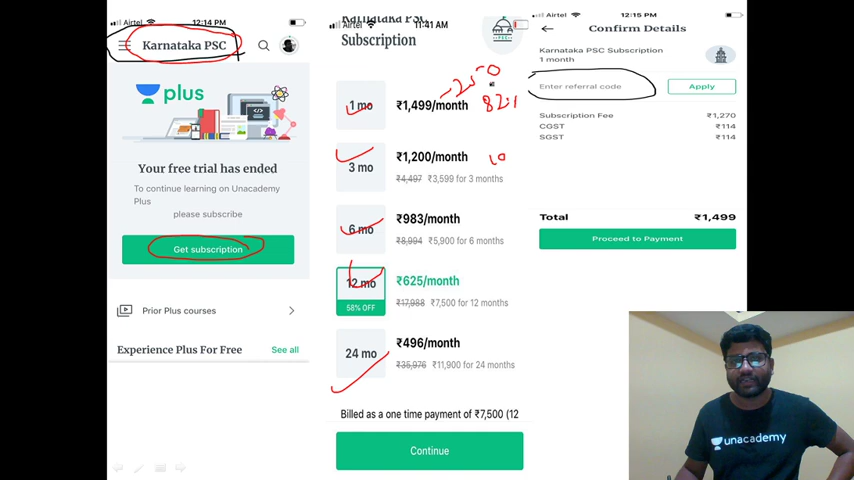 Airtel 12:14 PM
Karnataka PSC
plus
Your free trial has ended
To continue learning on Unacademy
Plus
please subscribe
Get subscription
Prior Plus courses
Experience Plus For Free
See all
Airtel 11:41 AM
Karnataka PSC
Subscription
PSC
1 mo
₹1,499/month
-250
82%
3 mo
₹1,200/month
10
₹4,497 ₹3,599 for 3 months
6 mo
₹983/month
₹8,994 ₹5,900 for 6 months
12 mo
58% OFF
₹625/month
₹17,988 ₹7,500 for 12 months
24 mo
₹496/month
₹35,976 ₹11,900 for 24 months
Billed as a one time payment of ₹7,500 (12
Continue
Airtel 12:15 PM
Confirm Details
Karnataka PSC Subscription
1 month
Enter referral code
Apply
Subscription Fee ₹1,270
CGST ₹114
SGST ₹114
Total ₹1,499
Proceed to Payment
unacademy